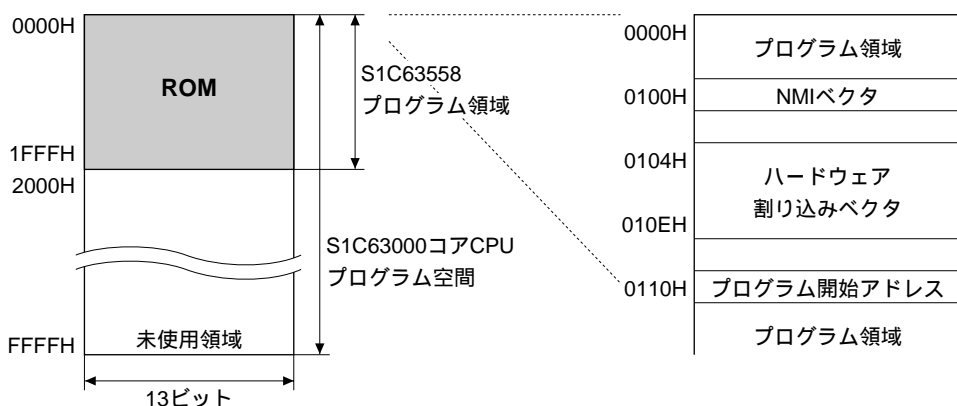 0000H
ROM
1FFFH
2000H
FFFFH
未使用領域
13ビット
S1C63558
プログラム領域
S1C63000コアCPU
プログラム空間
0000H
プログラム領域
0100H
NMIベクタ
0104H
ハードウェア
割り込みベクタ
010EH
0110H
プログラム開始アドレス
プログラム領域